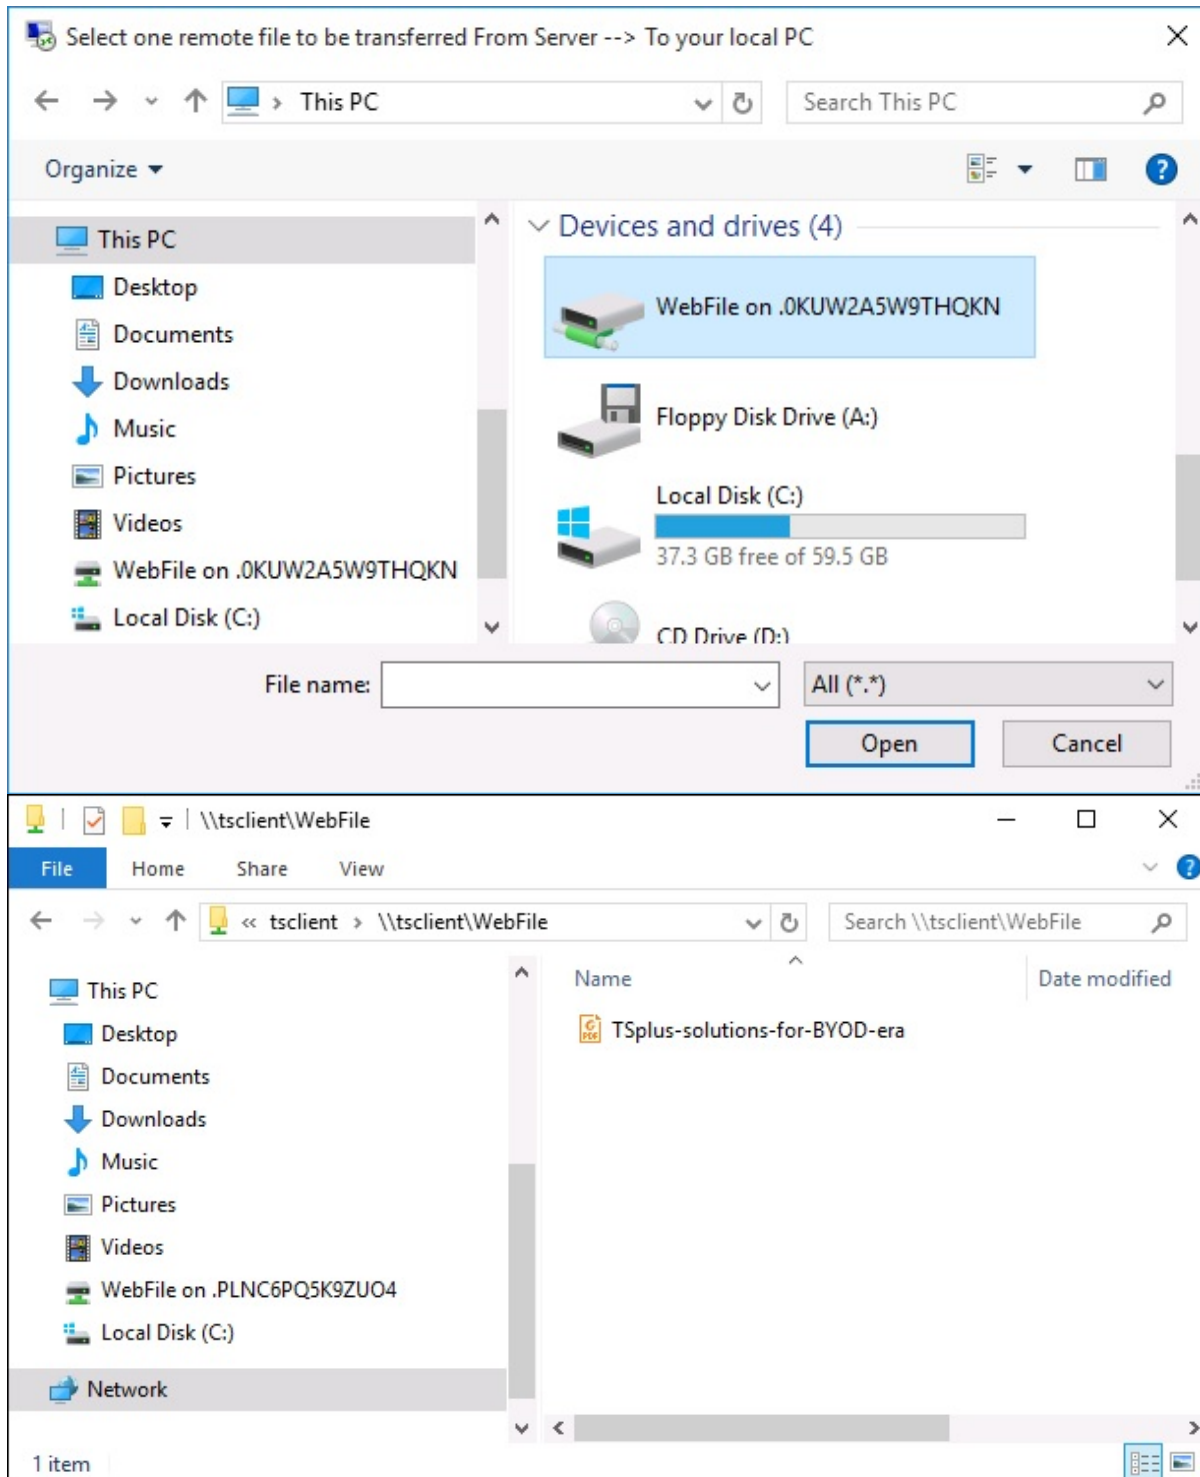 Select one remote file to be transferred From Server --> To your local PC
This PC
Search This PC
Organize
This PC
Desktop
Documents
Downloads
Music
Pictures
Videos
WebFile on .0KUW2A5W9THQKN
Local Disk (C:)
Devices and drives (4)
WebFile on .0KUW2A5W9THQKN
Floppy Disk Drive (A:)
Local Disk (C:)
37.3 GB free of 59.5 GB
CD Drive (D:)
File name:
All (*.*)
Open
Cancel
\\tsclient\WebFile
File
Home
Share
View
« tsclient › \\tsclient\WebFile
Search \\tsclient\WebFile
This PC
Desktop
Documents
Downloads
Music
Pictures
Videos
WebFile on .PLNC6PQ5K9ZUO4
Local Disk (C:)
Network
Name
Date modified
TSplus-solutions-for-BYOD-era
1 item